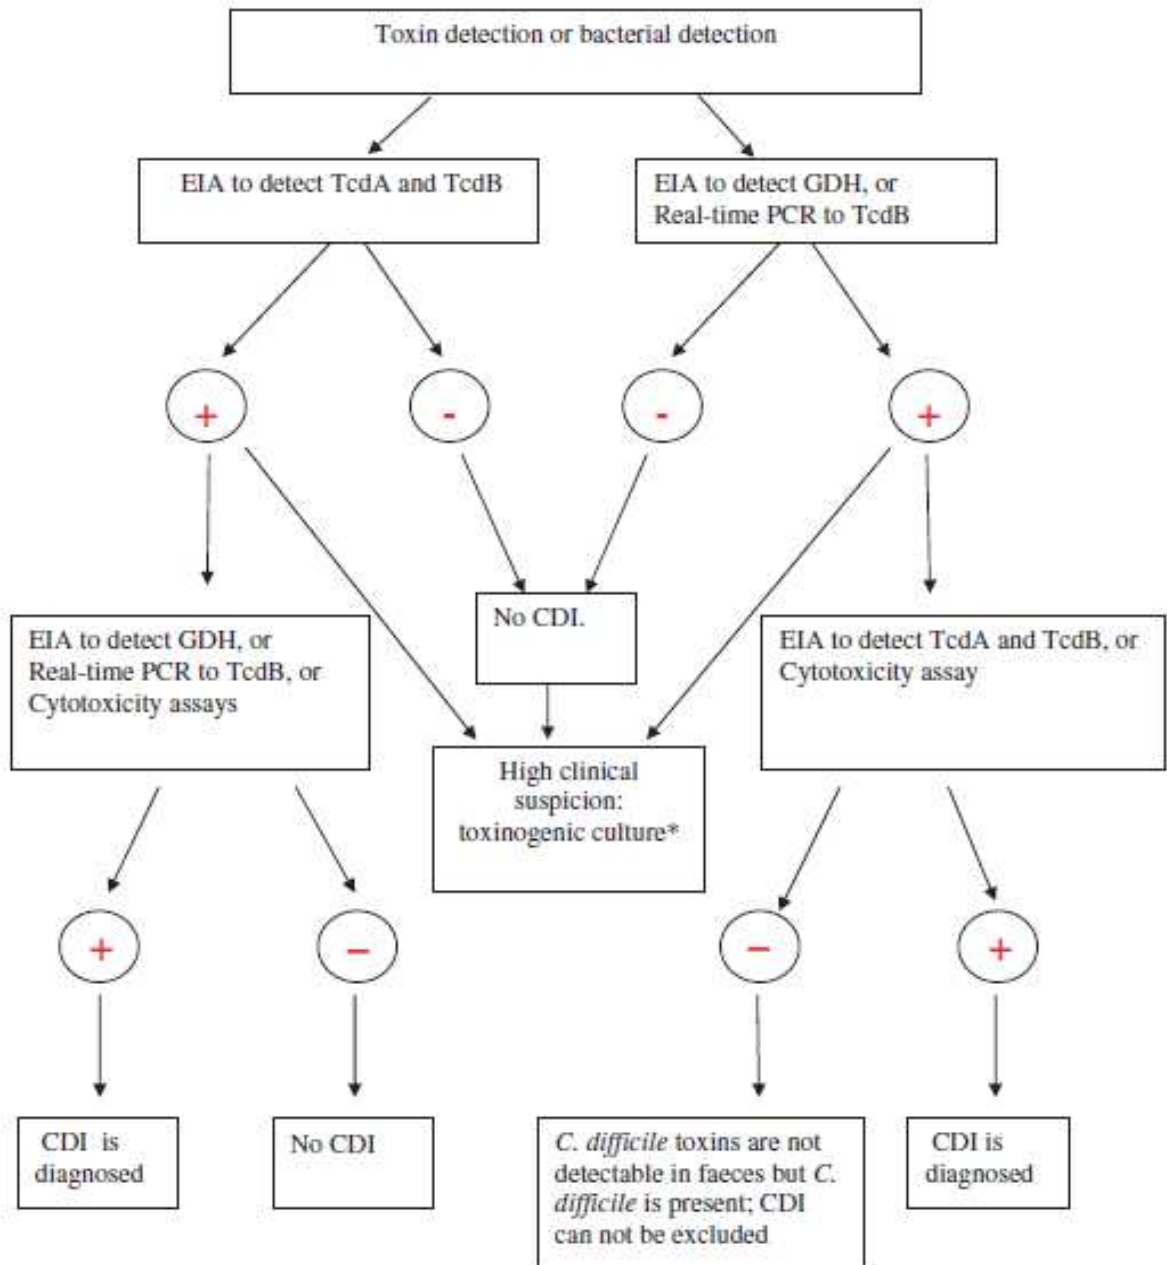 Toxin detection or bacterial detection
EIA to detect TcdA and TcdB
EIA to detect GDH, or
Real-time PCR to TcdB
+
-
-
+
No CDI.
EIA to detect GDH, or
Real-time PCR to TcdB, or
Cytotoxicity assays
EIA to detect TcdA and TcdB, or
Cytotoxicity assay
High clinical
suspicion:
toxinogenic culture*
+
−
−
+
CDI is
diagnosed
No CDI
C. difficile toxins are not
detectable in faeces but C.
difficile is present; CDI
can not be excluded
CDI is
diagnosed